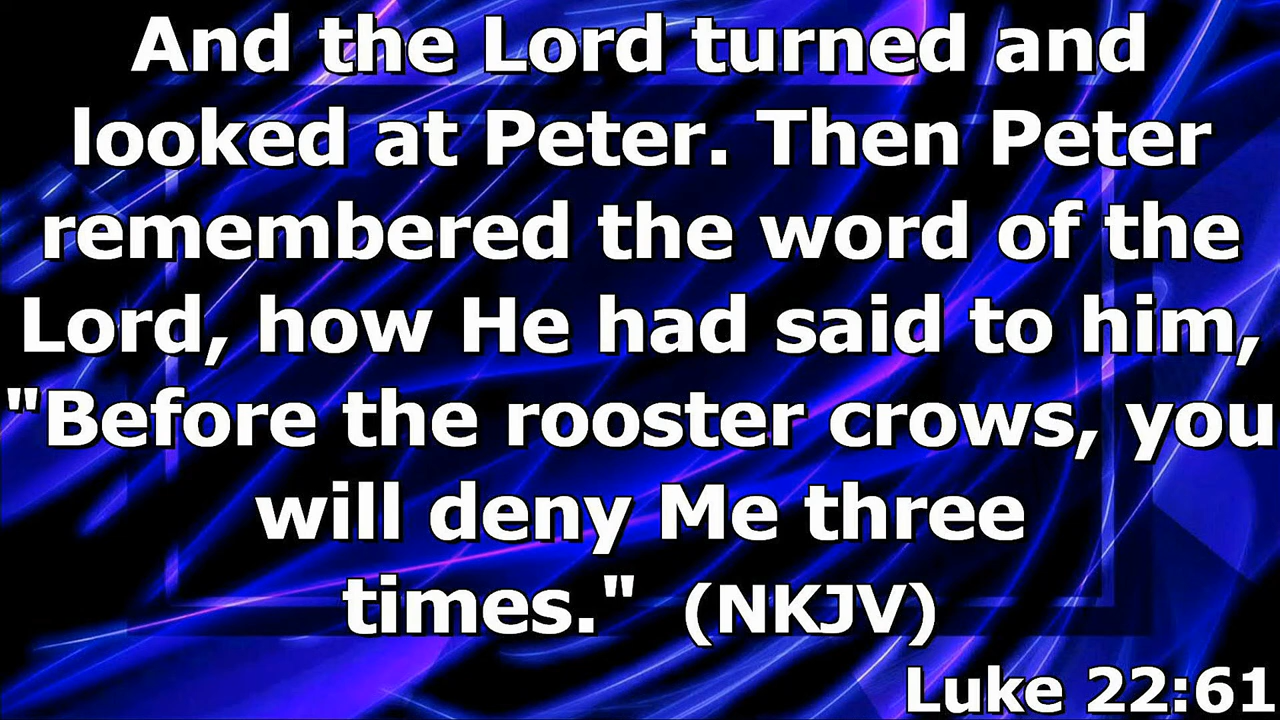 And the Lord turned and
looked at Peter. Then Peter
remembered the word of the
Lord, how He had said to him,
"Before the rooster crows, you
will deny Me three
times." (NKJV)
Luke 22:61